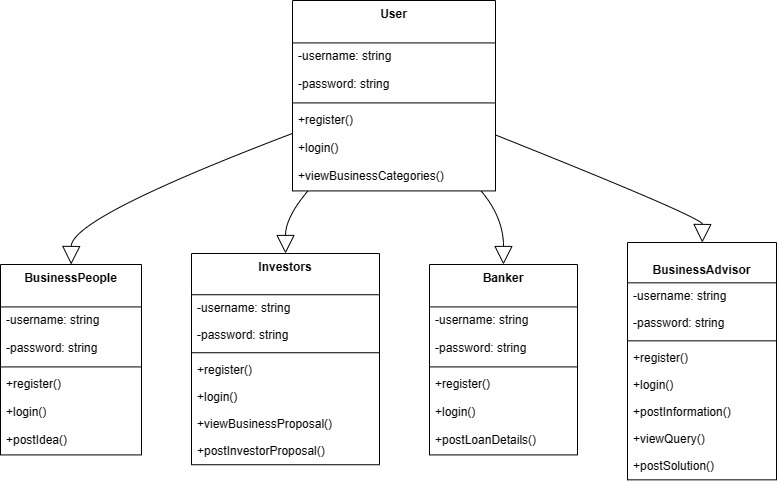 User
-username: string
-password: string
+register()
+login()
+viewBusinessCategories()
BusinessPeople
-username: string
-password: string
+register()
+login()
+postIdea()
Investors
-username: string
-password: string
+register()
+login()
+viewBusinessProposal()
+postInvestorProposal()
Banker
-username: string
-password: string
+register()
+login()
+postLoanDetails()
BusinessAdvisor
-username: string
-password: string
+register()
+login()
+postInformation()
+viewQuery()
+postSolution()